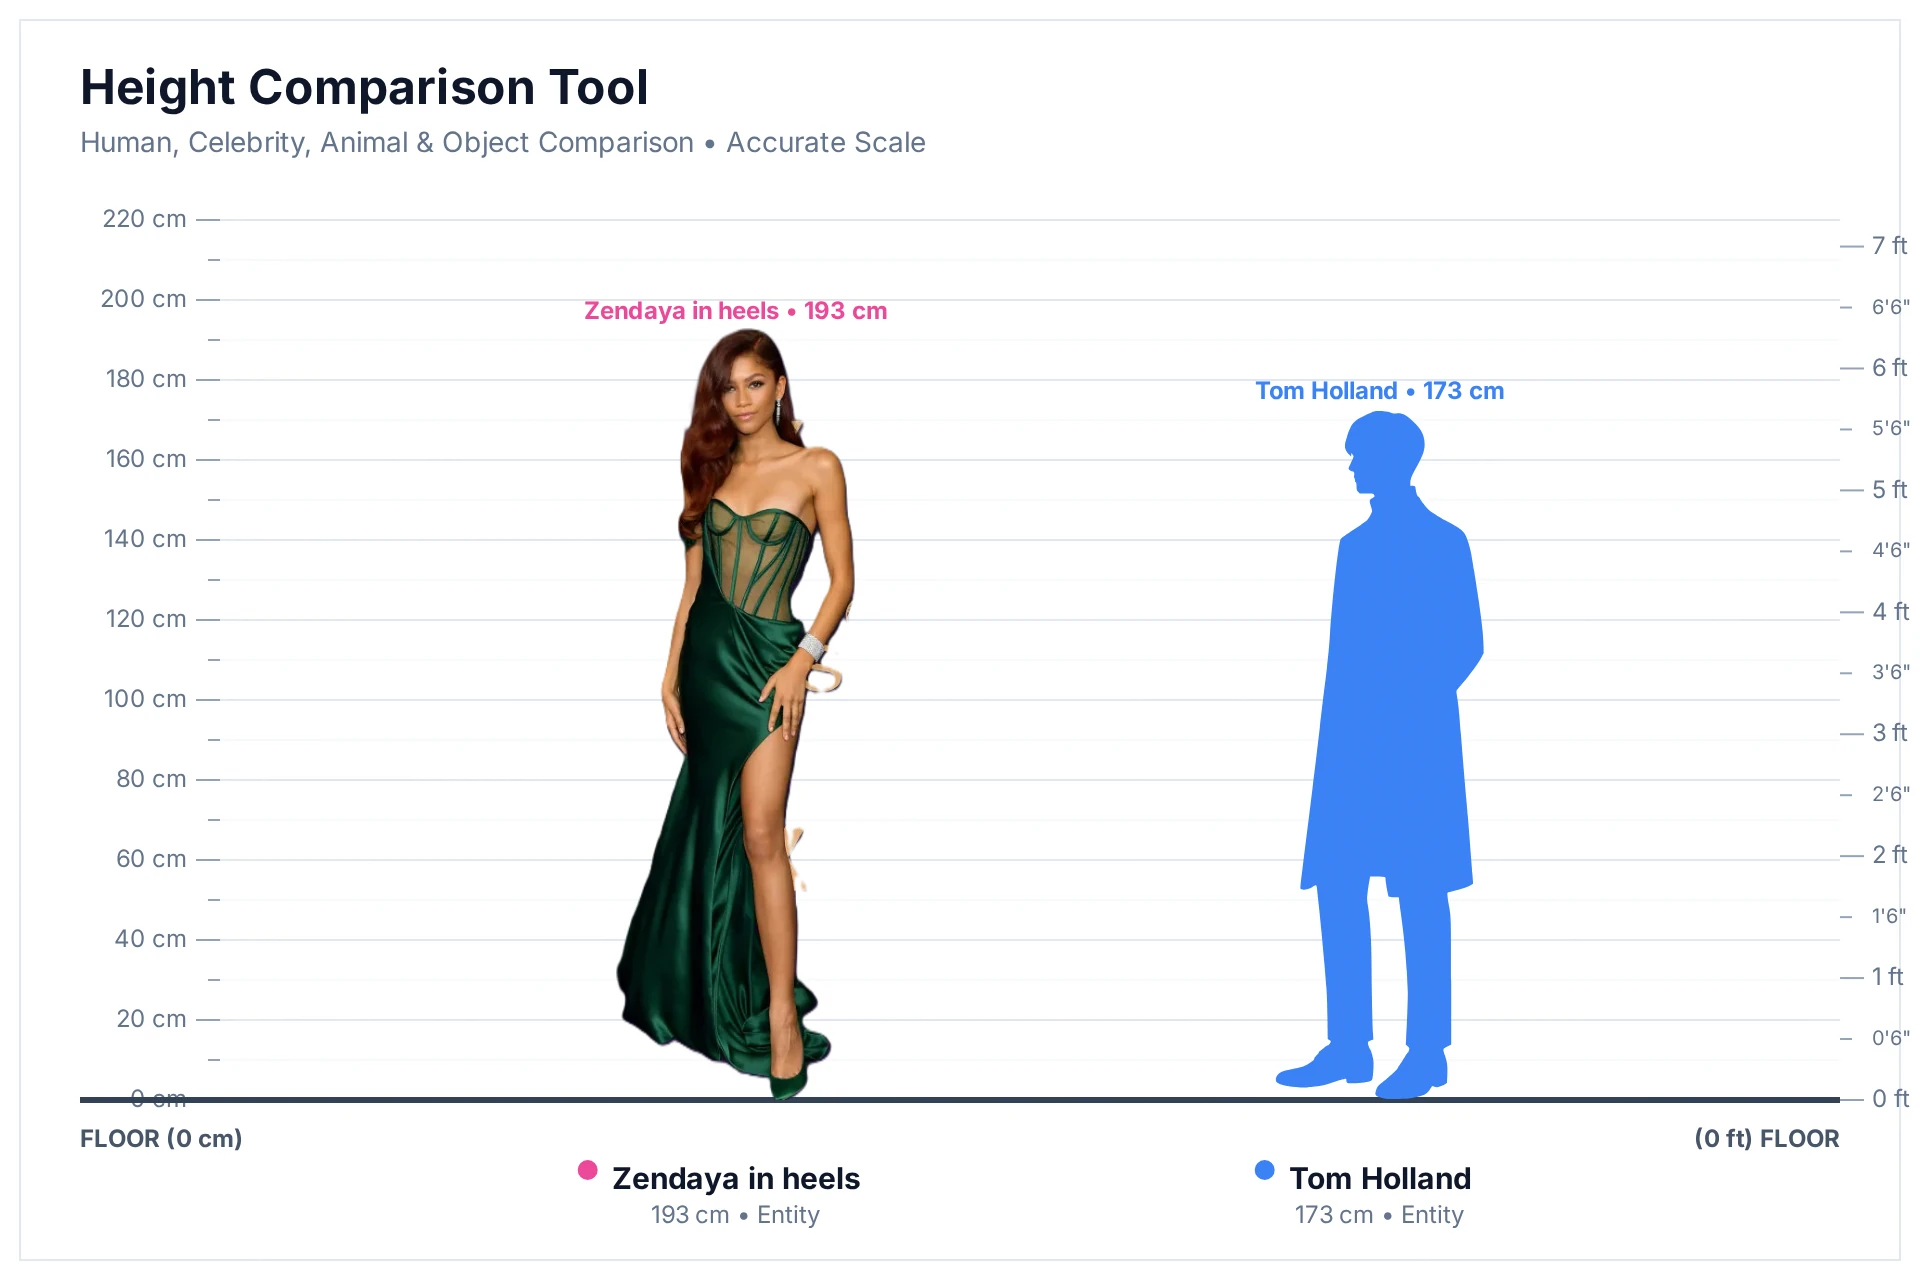 Height Comparison Tool
Human, Celebrity, Animal & Object Comparison • Accurate Scale
220 cm
7 ft
200 cm
6'6"
Zendaya in heels • 193 cm
180 cm
6 ft
Tom Holland • 173 cm
5'6"
160 cm
5 ft
140 cm
4'6"
120 cm
4 ft
3'6"
100 cm
3 ft
80 cm
2'6"
60 cm
2 ft
1'6"
40 cm
1 ft
20 cm
0'6"
0 cm
0 ft
FLOOR (0 cm)
(0 ft) FLOOR
Zendaya in heels
193 cm • Entity
Tom Holland
173 cm • Entity